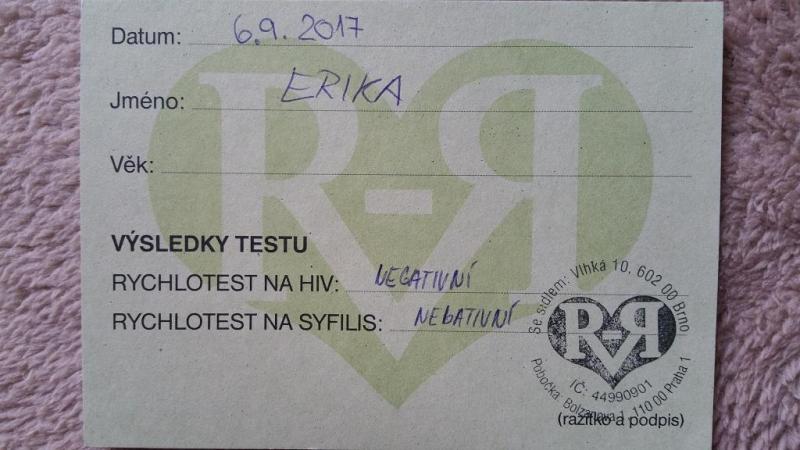 Datum: 6.9. 2017
Jméno: ERIKA
Věk:
R-R
VÝSLEDKY TESTU
RYCHLOTEST NA HIV: NEGATIVNÍ
RYCHLOTEST NA SYFILIS: NEGATIVNÍ
Se sídlem: Vlhká 10, 602 00 Brno
R-R
IČ: 44990901
Pobočka: Bolzanova 1, 110 00 Praha 1
(razítko a podpis)